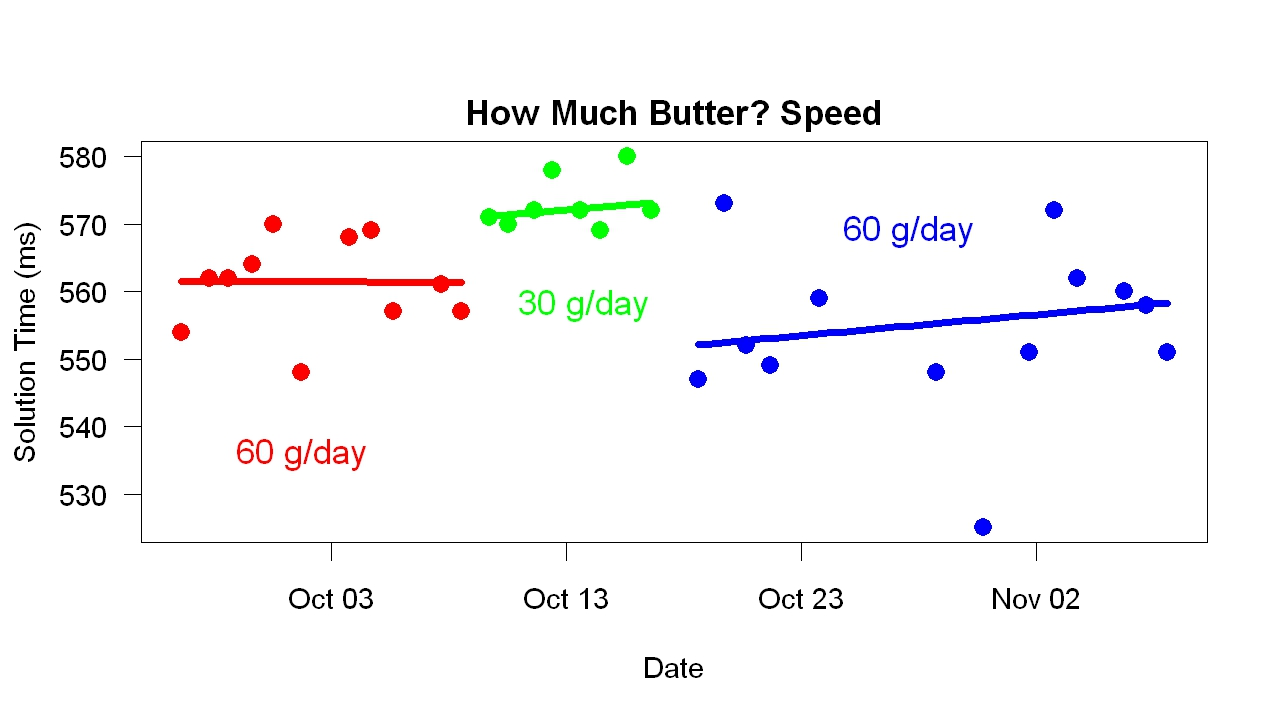 How Much Butter? Speed
Solution Time (ms)
580
570
560
550
540
530
60 g/day
30 g/day
60 g/day
Oct 03
Oct 13
Oct 23
Nov 02
Date